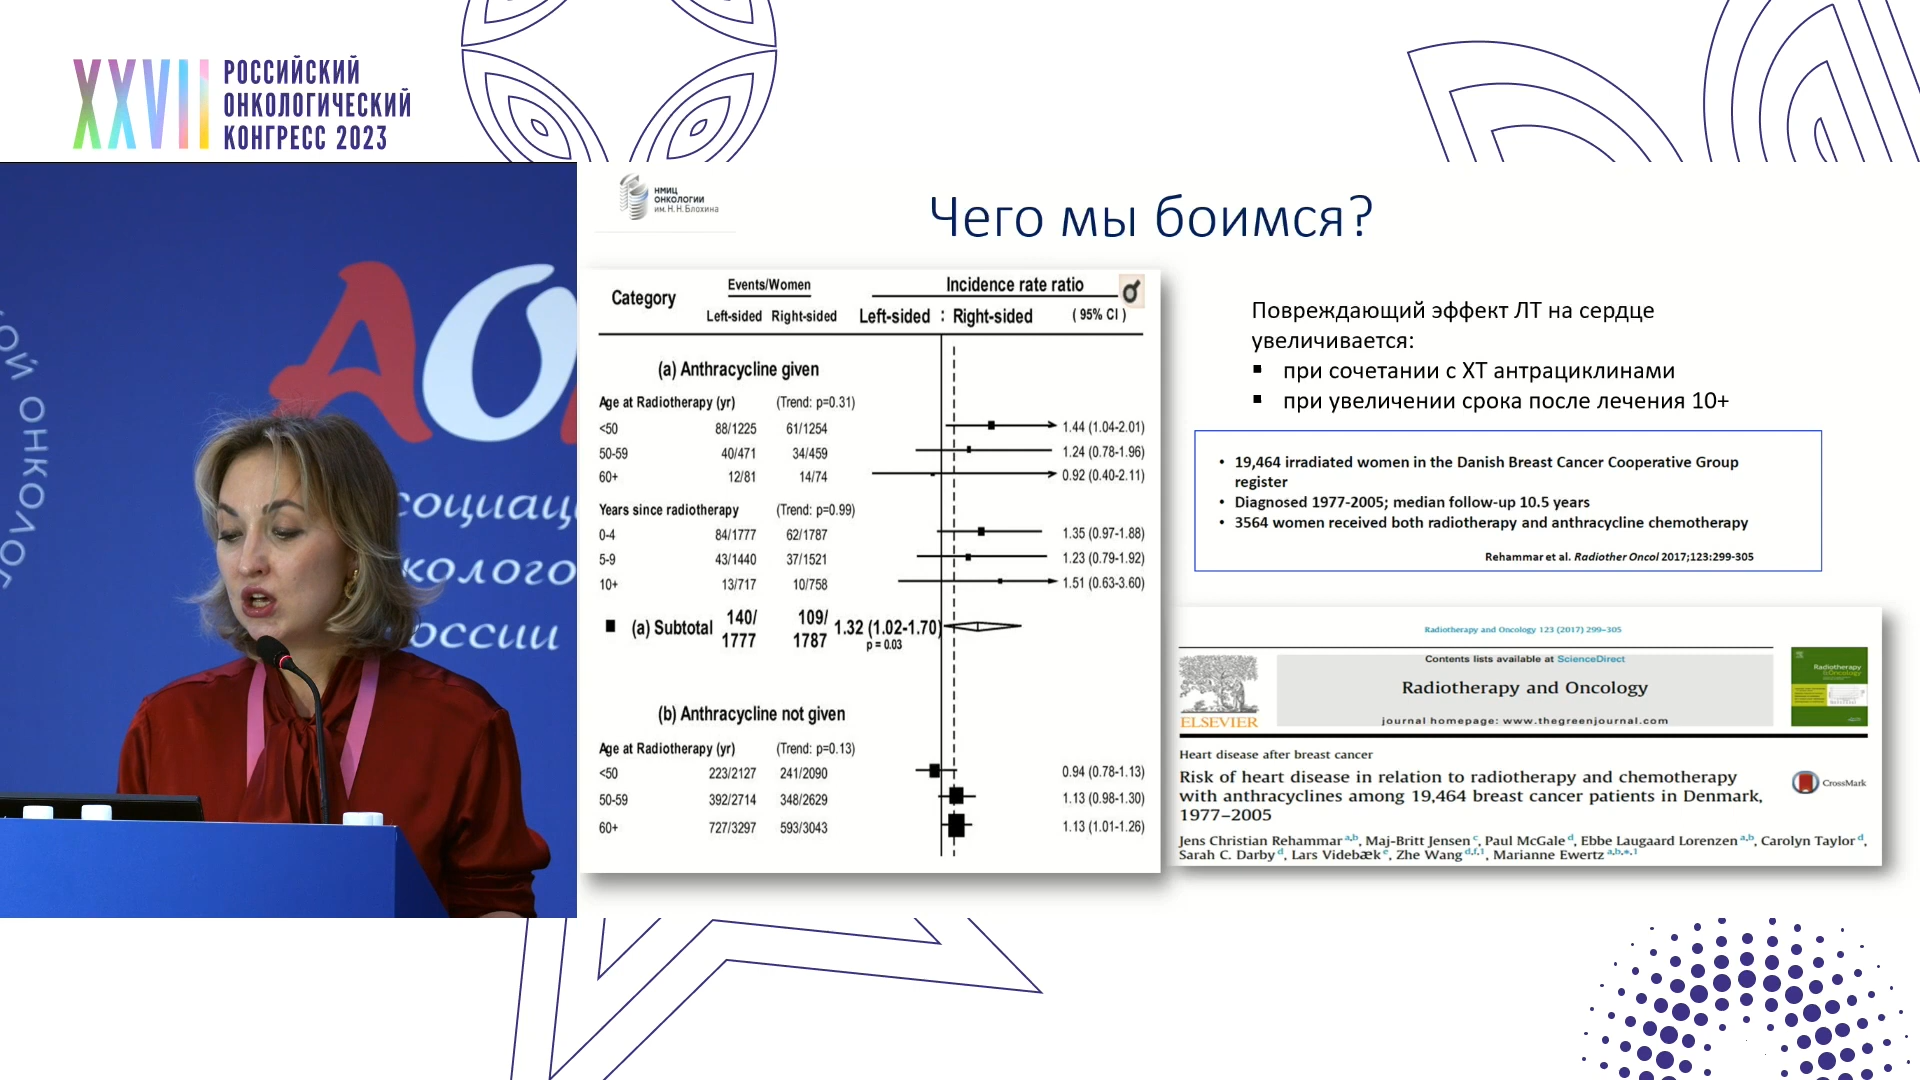 XXVII РОССИЙСКИЙ
ОНКОЛОГИЧЕСКИЙ
КОНГРЕСС 2023
НМИЦ
ОНКОЛОГИИ
им. Н. Н. Блохина
Чего мы боимся?
Category
Events/Women
Left-sided Right-sided
Incidence rate ratio
Left-sided : Right-sided (95% CI)
(a) Anthracycline given
Age at Radiotherapy (yr) (Trend: p=0.31)
<50 88/1225 61/1254 1.44 (1.04-2.01)
50-59 40/471 34/459 1.24 (0.78-1.96)
60+ 12/81 14/74 0.92 (0.40-2.11)
Years since radiotherapy (Trend: p=0.99)
0-4 84/1777 62/1787 1.35 (0.97-1.88)
5-9 43/1440 37/1521 1.23 (0.79-1.92)
10+ 13/717 10/758 1.51 (0.63-3.60)
(a) Subtotal 140/1777 109/1787 1.32 (1.02-1.70)
p = 0.03
(b) Anthracycline not given
Age at Radiotherapy (yr) (Trend: p=0.13)
<50 223/2127 241/2090 0.94 (0.78-1.13)
50-59 392/2714 348/2629 1.13 (0.98-1.30)
60+ 727/3297 593/3043 1.13 (1.01-1.26)
Повреждающий эффект ЛТ на сердце
увеличивается:
▪ при сочетании с ХТ антрациклинами
▪ при увеличении срока после лечения 10+
• 19,464 irradiated women in the Danish Breast Cancer Cooperative Group
register
• Diagnosed 1977-2005; median follow-up 10.5 years
• 3564 women received both radiotherapy and anthracycline chemotherapy
Rehammar et al. Radiother Oncol 2017;123:299-305
Radiotherapy and Oncology 123 (2017) 299–305
Contents lists available at ScienceDirect
Radiotherapy and Oncology
journal homepage: www.thegreenjournal.com
ELSEVIER
Radiotherapy
&Oncology
Heart disease after breast cancer
Risk of heart disease in relation to radiotherapy and chemotherapy
with anthracyclines among 19,464 breast cancer patients in Denmark,
1977–2005
CrossMark
Jens Christian Rehammar a,b, Maj-Britt Jensen c, Paul McGale d, Ebbe Laugaard Lorenzen a,b, Carolyn Taylor d,
Sarah C. Darby d, Lars Videbæk e, Zhe Wang d,f,1, Marianne Ewertz a,b,*,1
АО
социац
колого
оссии
ой онколо